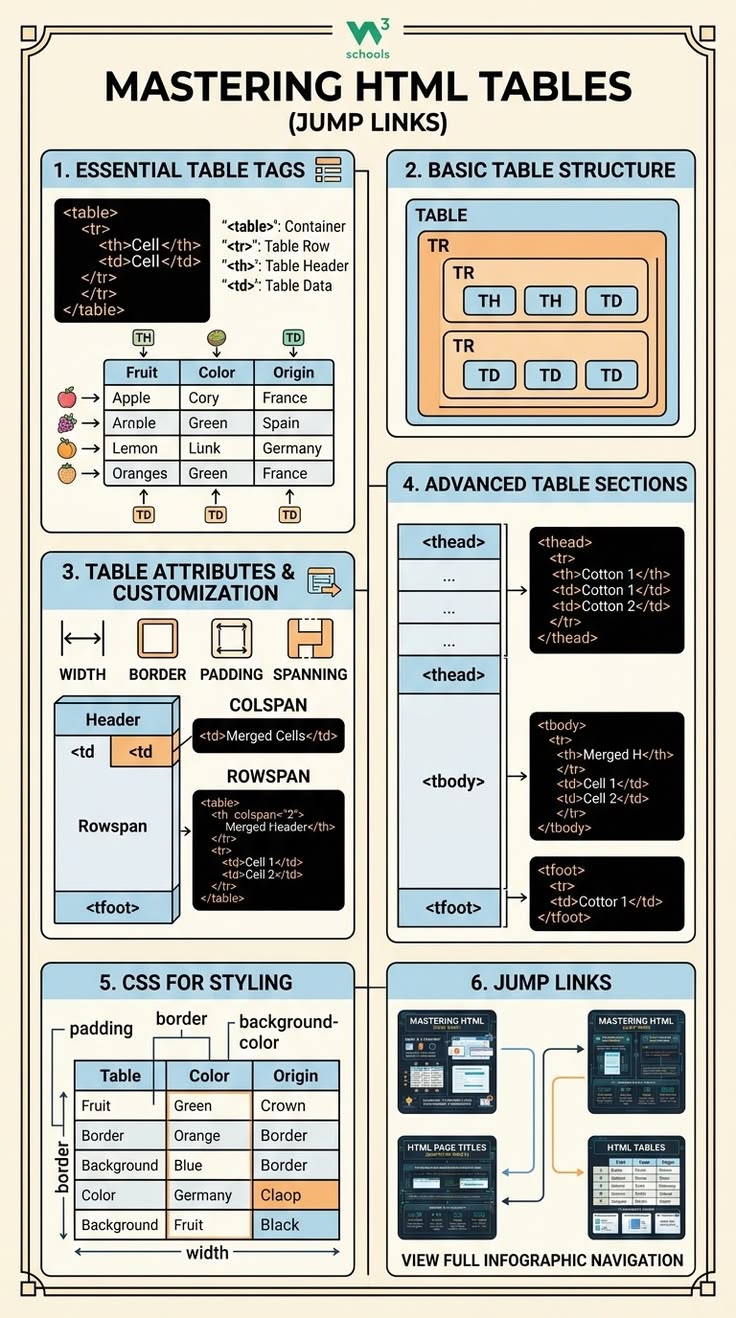 W3
schools
MASTERING HTML TABLES
(JUMP LINKS)
1. ESSENTIAL TABLE TAGS
<table>
<tr>
<th>Cell</th>
<td>Cell</td>
</tr>
</tr>
</table>
"<table>": Container
"<tr>": Table Row
"<th>": Table Header
"<td>": Table Data
TH
TD
Fruit Color Origin
Apple Cory France
Arnple Green Spain
Lemon Lünk Germany
Oranges Green France
TD TD TD
2. BASIC TABLE STRUCTURE
TABLE
TR
TR
TH TH TD
TR
TD TD TD
3. TABLE ATTRIBUTES &
CUSTOMIZATION
WIDTH BORDER PADDING SPANNING
Header
<td <td
Rowspan
<tfoot>
COLSPAN
<td>Merged Cells</td>
ROWSPAN
<table>
<th colspan<"2">
Merged Header</th>
</tr>
<tr>
<td>Cell 1</td>
<td>Cell 2</td>
</tr>
</table>
4. ADVANCED TABLE SECTIONS
<thead>
...
...
...
<thead>
<tbody>
<tfoot>
<thead>
<tr>
<th>Cotton 1</th>
<td>Cotton 1</td>
<td>Cotton 2</td>
</tr>
</thead>
<tbody>
<tr>
<th>Merged H</th>
</tr>
<td>Cell 1</td>
<td>Cell 2</td>
</tr>
</tbody>
<tfoot>
<tr>
<td>Cottor 1</td>
</tfoot>
5. CSS FOR STYLING
padding
border
background-
color
Table Color Origin
Fruit Green Crown
Border Orange Border
Background Blue Border
Color Germany Claop
Background Fruit Black
border
width
6. JUMP LINKS
MASTERING HTML
MASTERING HTML
HTML PAGE TITLES
HTML TABLES
VIEW FULL INFOGRAPHIC NAVIGATION